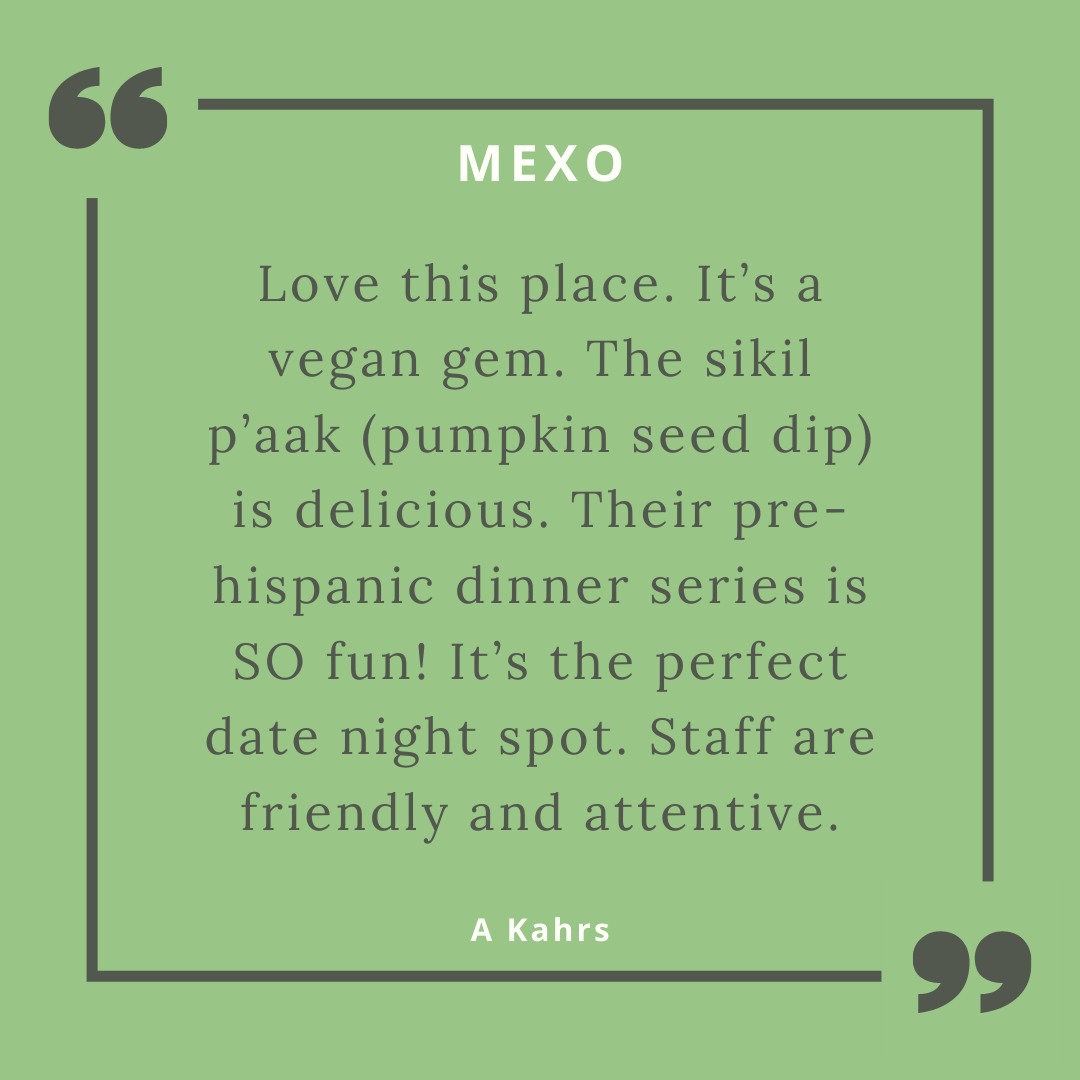 MEXO
Love this place. It’s a
vegan gem. The sikil
p’aak (pumpkin seed dip)
is delicious. Their pre-
hispanic dinner series is
SO fun! It’s the perfect
date night spot. Staff are
friendly and attentive.
A Kahrs